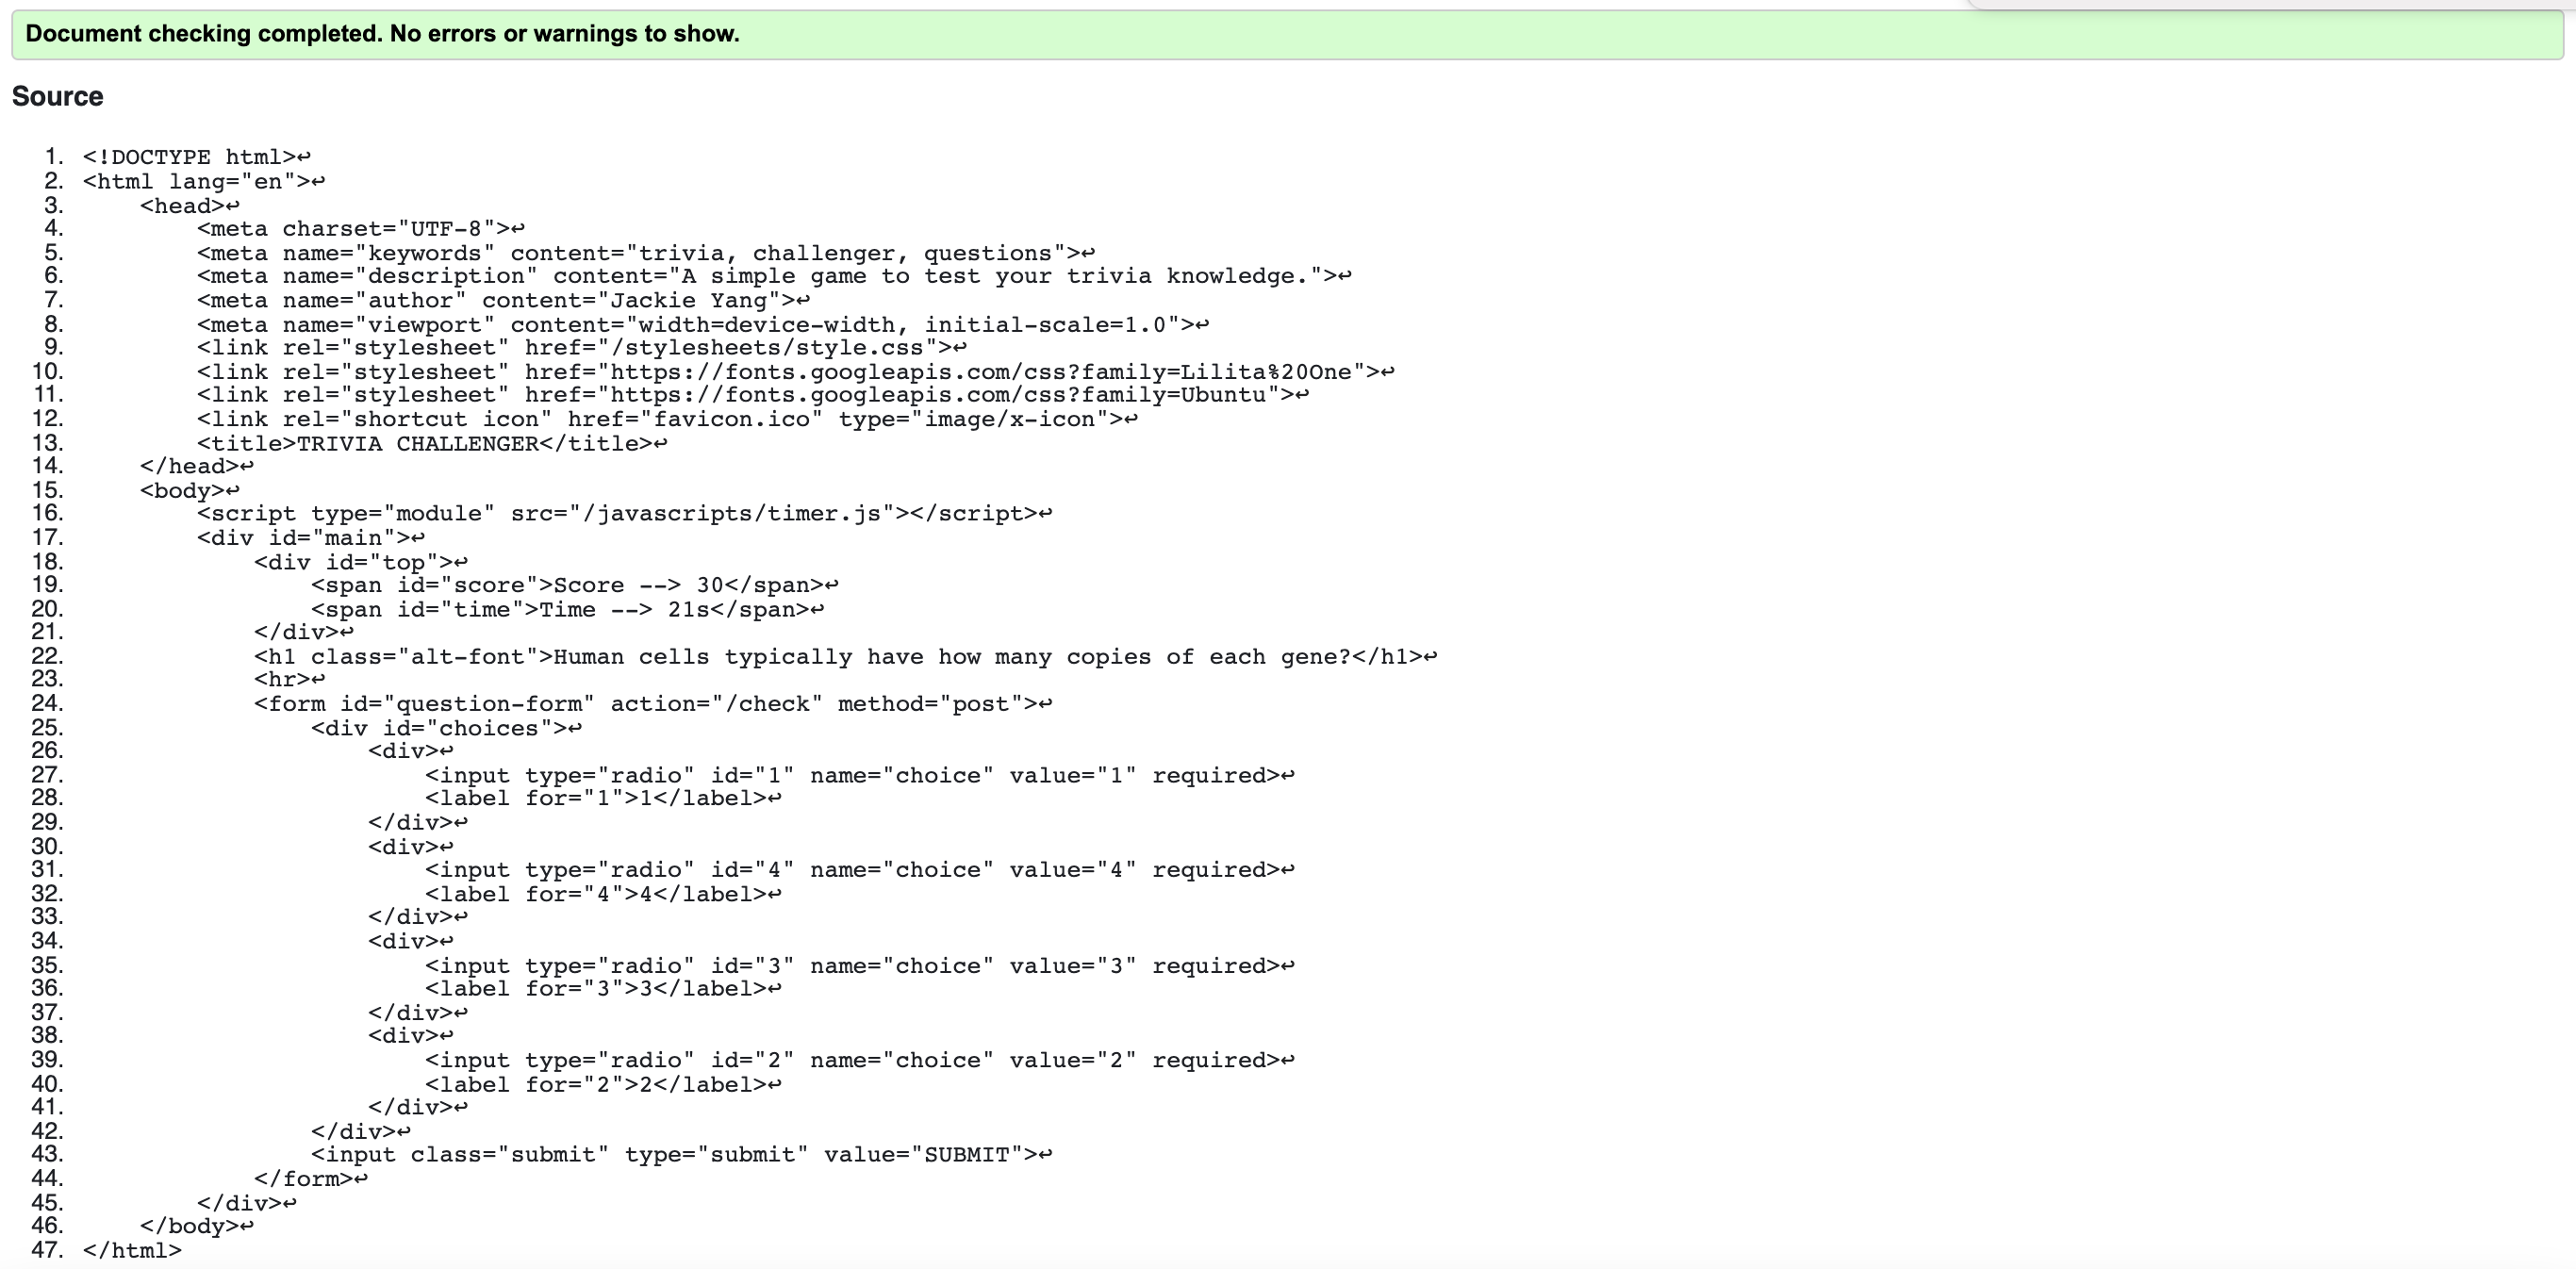 Document checking completed. No errors or warnings to show.
Source
1. <!DOCTYPE html>↩
2. <html lang="en">↩
3.     <head>↩
4.         <meta charset="UTF-8">↩
5.         <meta name="keywords" content="trivia, challenger, questions">↩
6.         <meta name="description" content="A simple game to test your trivia knowledge.">↩
7.         <meta name="author" content="Jackie Yang">↩
8.         <meta name="viewport" content="width=device-width, initial-scale=1.0">↩
9.         <link rel="stylesheet" href="/stylesheets/style.css">↩
10.         <link rel="stylesheet" href="https://fonts.googleapis.com/css?family=Lilita%20One">↩
11.         <link rel="stylesheet" href="https://fonts.googleapis.com/css?family=Ubuntu">↩
12.         <link rel="shortcut icon" href="favicon.ico" type="image/x-icon">↩
13.         <title>TRIVIA CHALLENGER</title>↩
14.     </head>↩
15.     <body>↩
16.         <script type="module" src="/javascripts/timer.js"></script>↩
17.         <div id="main">↩
18.             <div id="top">↩
19.                 <span id="score">Score --> 30</span>↩
20.                 <span id="time">Time --> 21s</span>↩
21.             </div>↩
22.             <h1 class="alt-font">Human cells typically have how many copies of each gene?</h1>↩
23.             <hr>↩
24.             <form id="question-form" action="/check" method="post">↩
25.                 <div id="choices">↩
26.                     <div>↩
27.                         <input type="radio" id="1" name="choice" value="1" required>↩
28.                         <label for="1">1</label>↩
29.                     </div>↩
30.                     <div>↩
31.                         <input type="radio" id="4" name="choice" value="4" required>↩
32.                         <label for="4">4</label>↩
33.                     </div>↩
34.                     <div>↩
35.                         <input type="radio" id="3" name="choice" value="3" required>↩
36.                         <label for="3">3</label>↩
37.                     </div>↩
38.                     <div>↩
39.                         <input type="radio" id="2" name="choice" value="2" required>↩
40.                         <label for="2">2</label>↩
41.                     </div>↩
42.                 </div>↩
43.                 <input class="submit" type="submit" value="SUBMIT">↩
44.             </form>↩
45.         </div>↩
46.     </body>↩
47. </html>